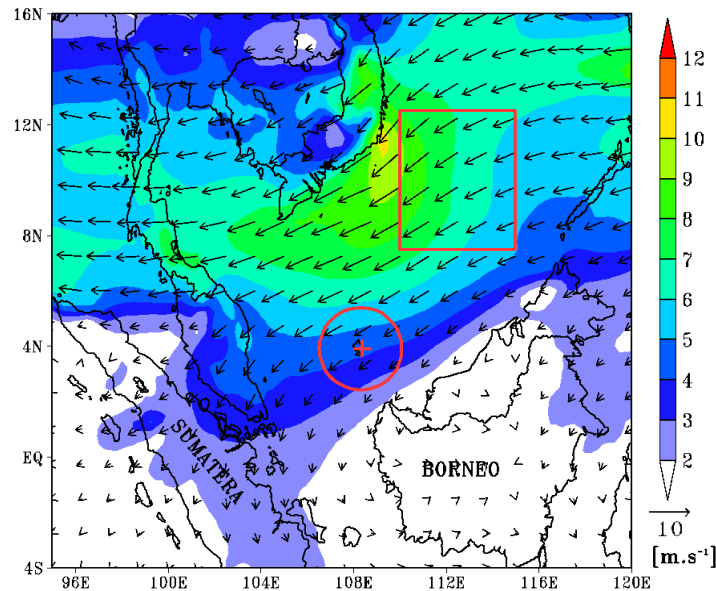 16N
12N
8N
4N
EQ
4S
96E
100E
104E
108E
112E
116E
120E
SUMATERA
BORNEO
12
11
10
9
8
7
6
5
4
3
2
10
[m.s⁻¹]